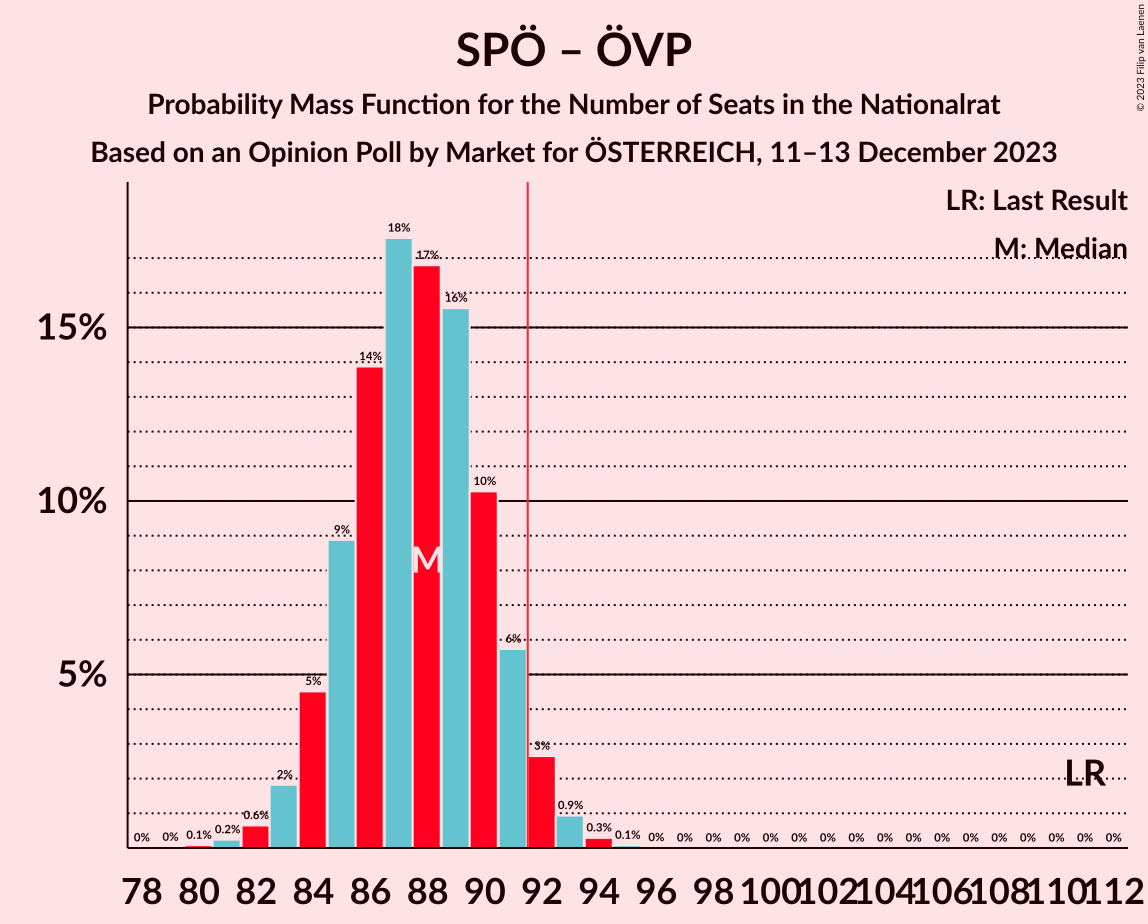 SPÖ – ÖVP
Probability Mass Function for the Number of Seats in the Nationalrat
Based on an Opinion Poll by Market for ÖSTERREICH, 11–13 December 2023
© 2023 Filip van Laenen
LR: Last Result
M: Median
15%
10%
5%
0% 0% 0.1% 0.2% 0.6% 2% 5% 9% 14% 18% 17% 16% 10% 6% 3% 0.9% 0.3% 0.1% 0% 0% 0% 0% 0% 0% 0% 0% 0% 0% 0% 0% 0% 0% 0% 0% 0%
M
LR
78 80 82 84 86 88 90 92 94 96 98 100 102 104 106 108 110 112